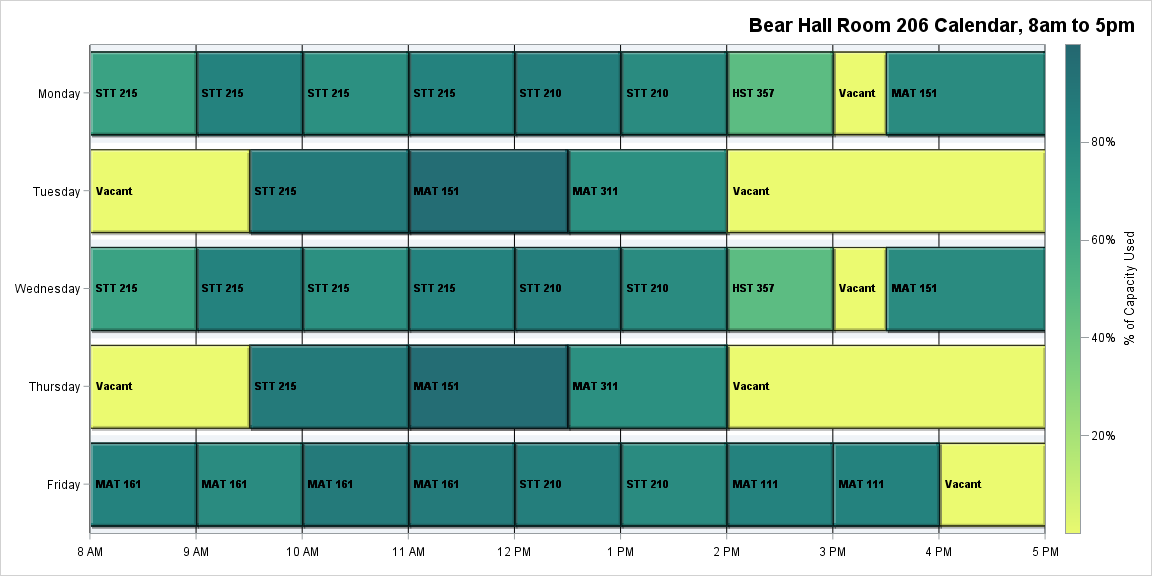 Bear Hall Room 206 Calendar, 8am to 5pm
Monday
STT 215 STT 215 STT 215 STT 215 STT 210 STT 210 HST 357 Vacant MAT 151
Tuesday
Vacant STT 215 MAT 151 MAT 311 Vacant
Wednesday
STT 215 STT 215 STT 215 STT 215 STT 210 STT 210 HST 357 Vacant MAT 151
Thursday
Vacant STT 215 MAT 151 MAT 311 Vacant
Friday
MAT 161 MAT 161 MAT 161 MAT 161 STT 210 STT 210 MAT 111 MAT 111 Vacant
8 AM 9 AM 10 AM 11 AM 12 PM 1 PM 2 PM 3 PM 4 PM 5 PM
80%
60%
40%
20%
% of Capacity Used